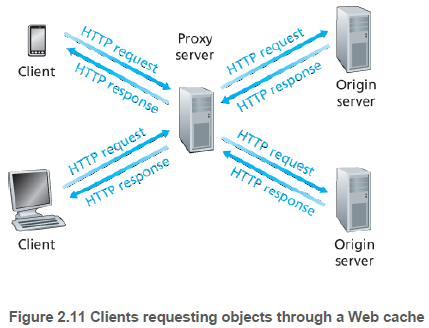 HTTP request
HTTP response
Client
Proxy
server
HTTP request
HTTP response
Origin
server
HTTP request
HTTP response
Client
HTTP request
HTTP response
Origin
server
Figure 2.11 Clients requesting objects through a Web cache